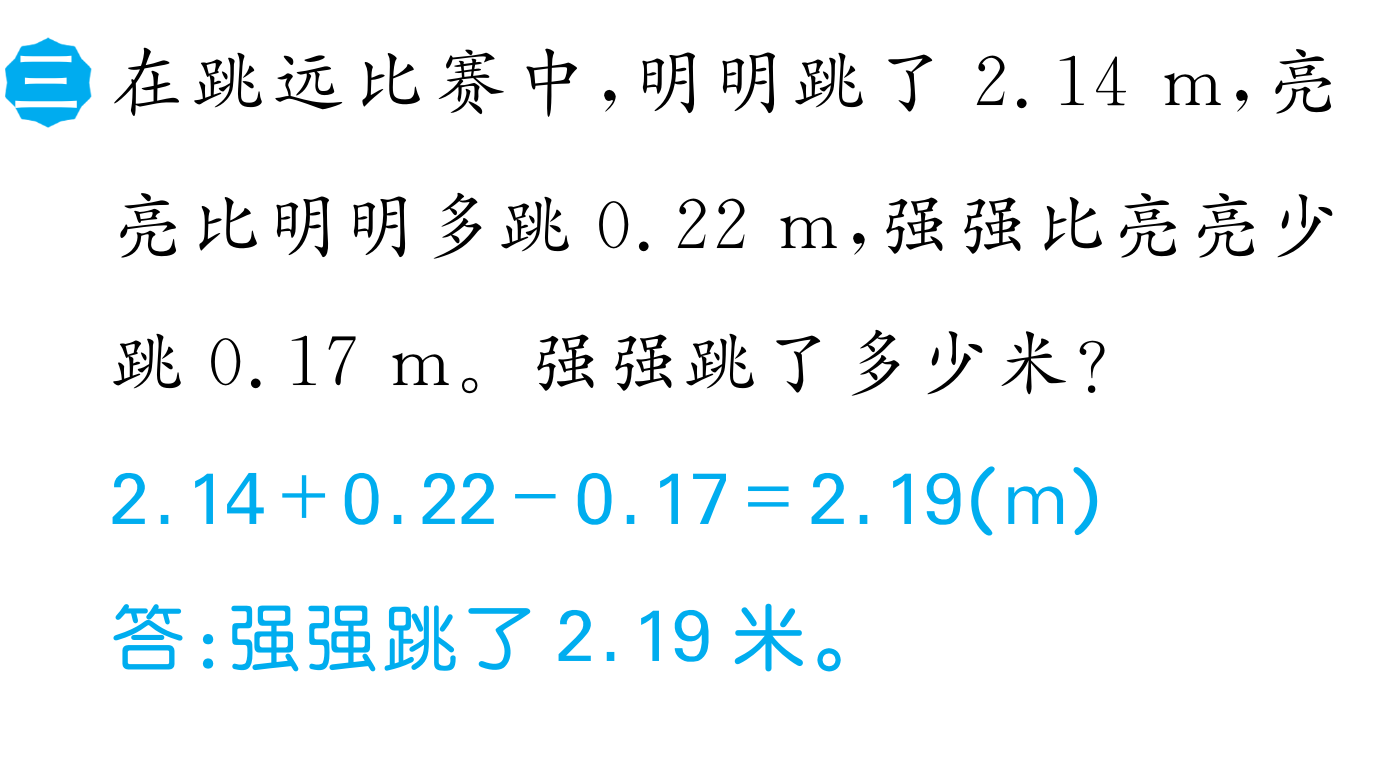 三 在跳远比赛中,明明跳了 2.14 m,亮
亮比明明多跳 0.22 m,强强比亮亮少
跳 0.17 m。强强跳了多少米?
2.14+0.22-0.17=2.19(m)
答:强强跳了 2.19 米。